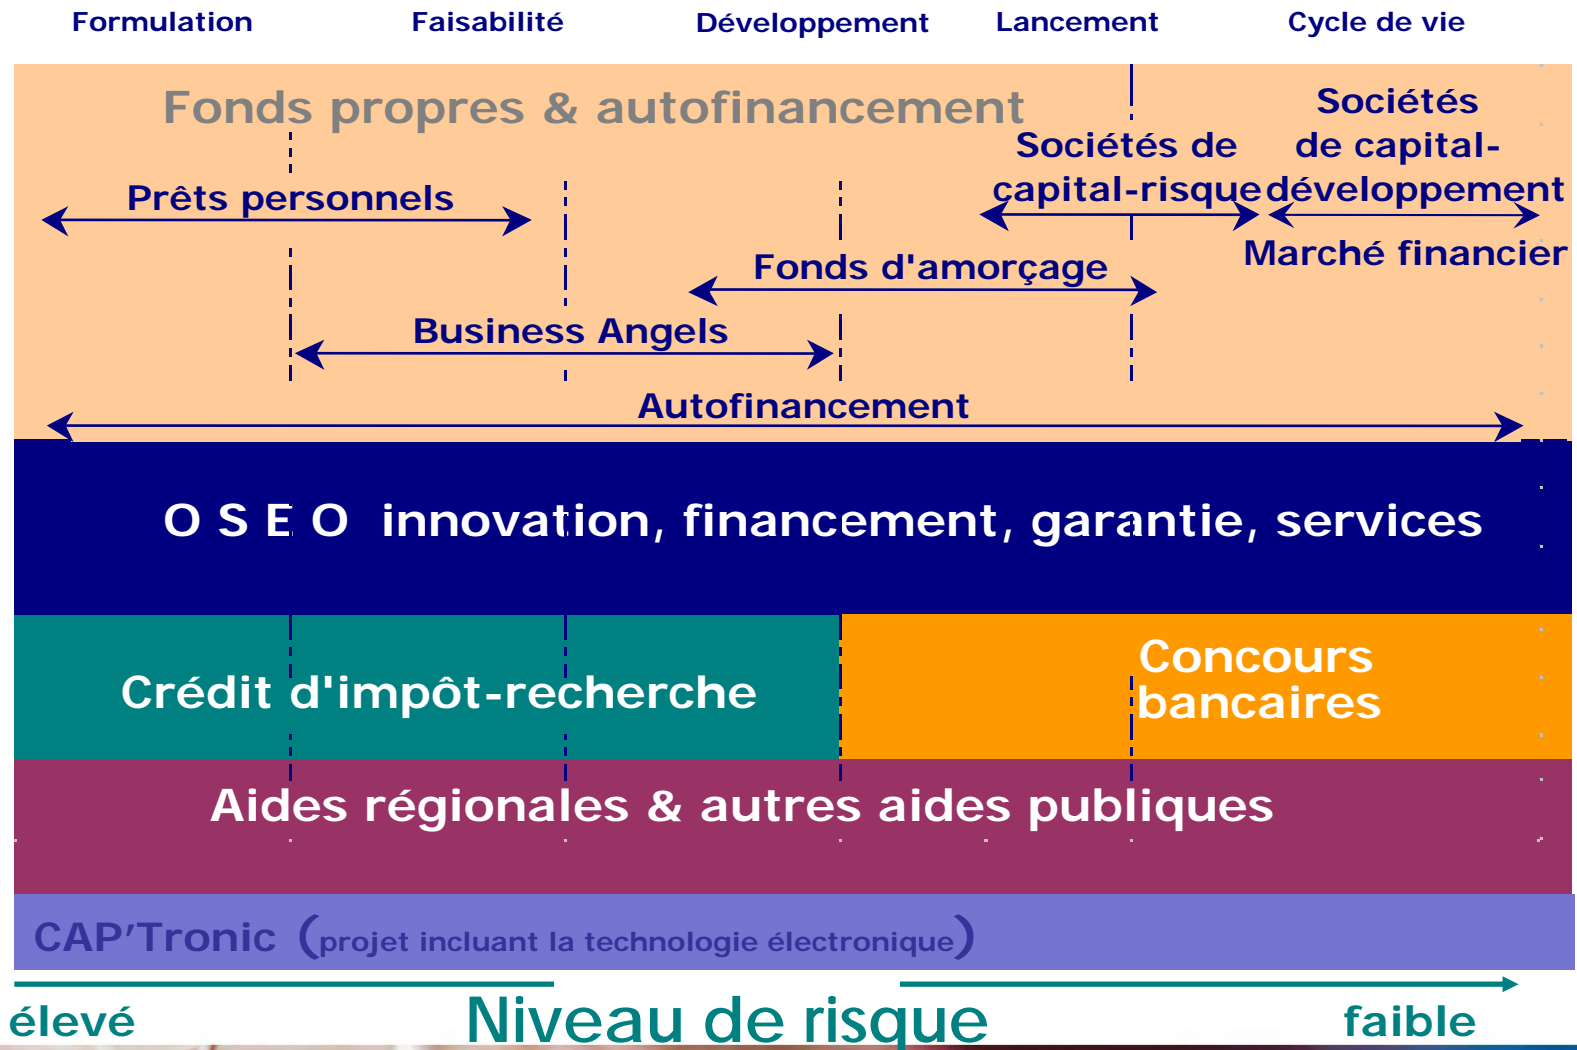 Formulation Faisabilité Développement Lancement Cycle de vie
Fonds propres & autofinancement
Sociétés de capital-risque
Sociétés de capital-développement
Prêts personnels
Marché financier
Fonds d'amorçage
Business Angels
Autofinancement
O S E O innovation, financement, garantie, services
Crédit d'impôt-recherche
Concours
bancaires
Aides régionales & autres aides publiques
CAP’Tronic (projet incluant la technologie électronique)
élevé Niveau de risque faible